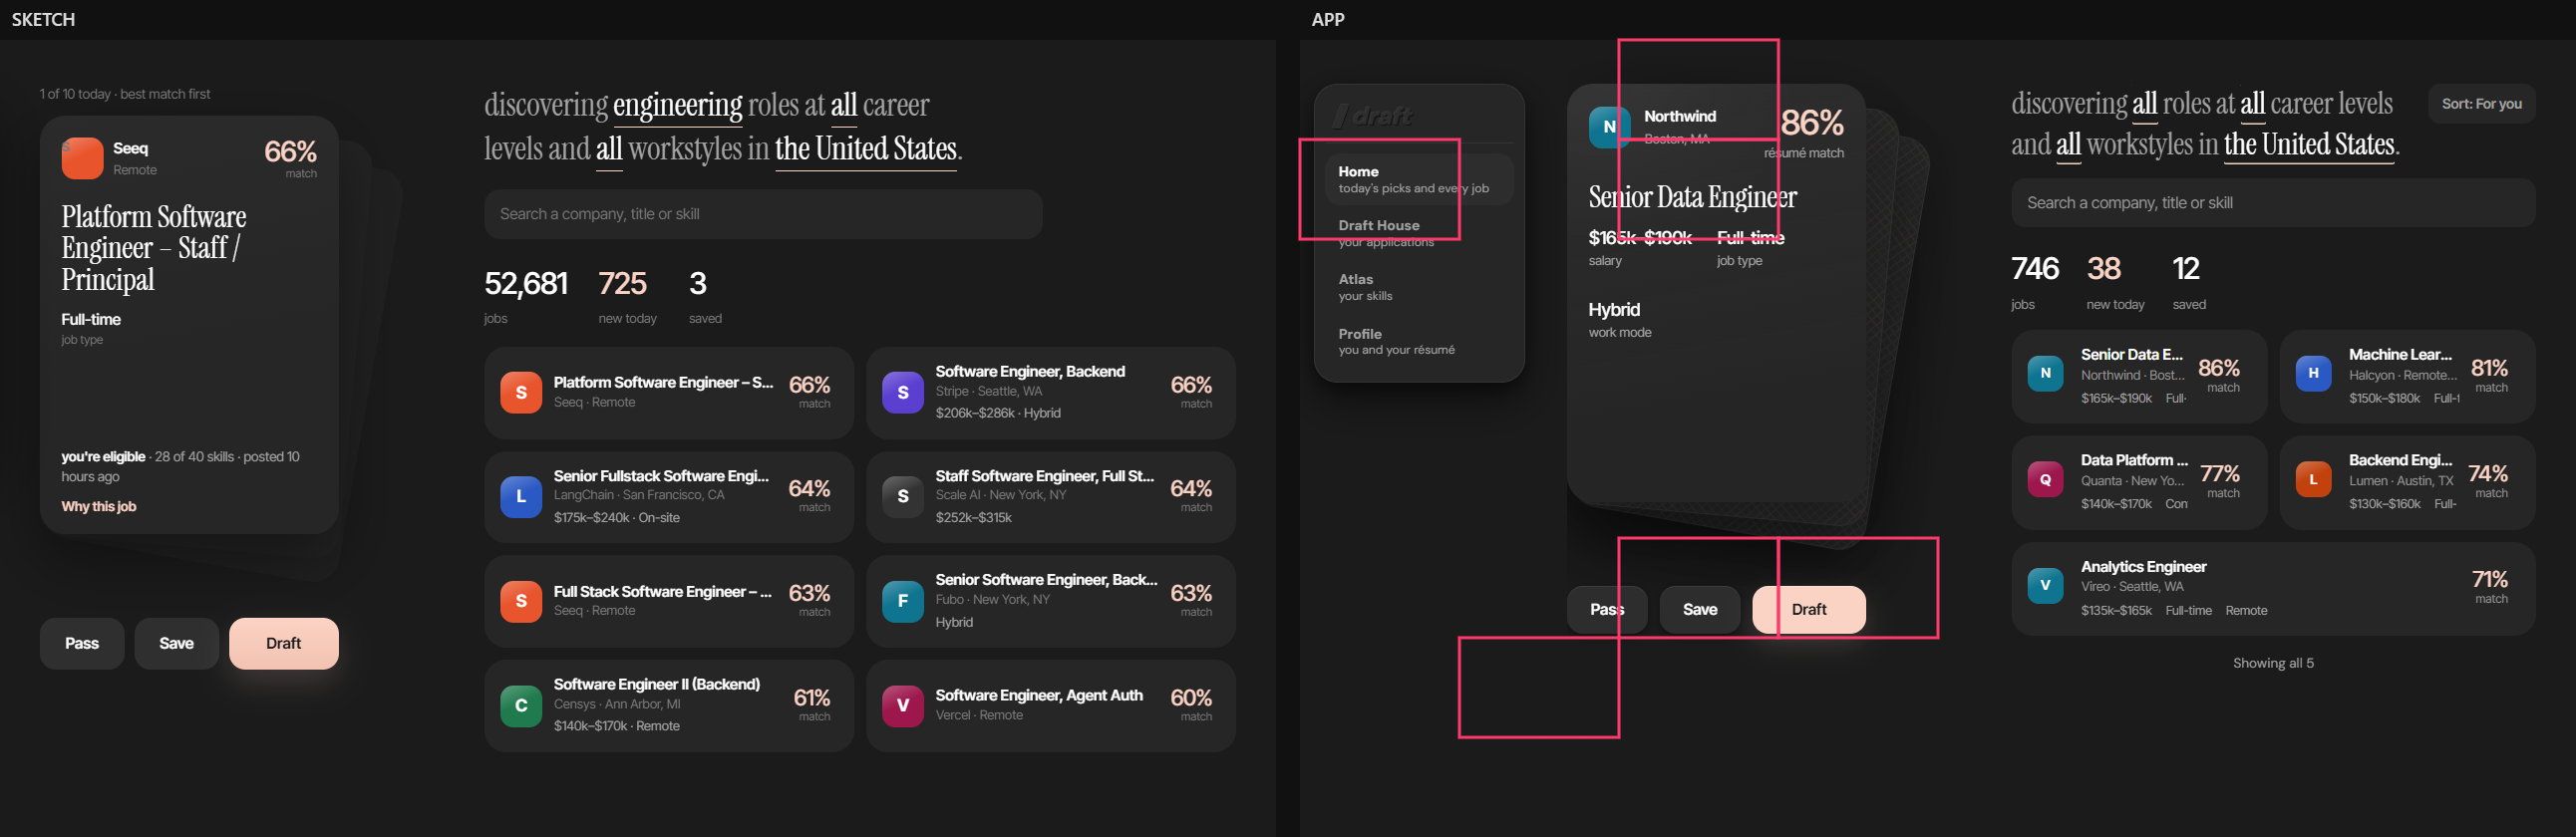 SKETCH
1 of 10 today · best match first
S
Seeq
Remote
66%
match
Platform Software
Engineer – Staff /
Principal
Full-time
job type
you're eligible · 28 of 40 skills · posted 10
hours ago
Why this job
Pass
Save
Draft
discovering engineering roles at all career
levels and all workstyles in the United States.
Search a company, title or skill
52,681
jobs
725
new today
3
saved
S
Platform Software Engineer – S...
Seeq · Remote
66%
match
S
Software Engineer, Backend
Stripe · Seattle, WA
$206k–$286k · Hybrid
66%
match
L
Senior Fullstack Software Engi...
LangChain · San Francisco, CA
$175k–$240k · On-site
64%
match
S
Staff Software Engineer, Full St...
Scale AI · New York, NY
$252k–$315k
64%
match
S
Full Stack Software Engineer – ...
Seeq · Remote
63%
match
F
Senior Software Engineer, Back...
Fubo · New York, NY
Hybrid
63%
match
C
Software Engineer II (Backend)
Censys · Ann Arbor, MI
$140k–$170k · Remote
61%
match
V
Software Engineer, Agent Auth
Vercel · Remote
60%
match
APP
draft
Home
today's picks and every job
Draft House
your applications
Atlas
your skills
Profile
you and your résumé
N
Northwind
Boston, MA
86%
résumé match
Senior Data Engineer
$165k–$190k
salary
Full-time
job type
Hybrid
work mode
Pass
Save
Draft
discovering all roles at all career levels
and all workstyles in the United States.
Sort: For you
Search a company, title or skill
746
jobs
38
new today
12
saved
N
Senior Data E...
Northwind · Bost...
$165k–$190k Full-
86%
match
H
Machine Lear...
Halcyon · Remote...
$150k–$180k Full-t
81%
match
Q
Data Platform ...
Quanta · New Yo...
$140k–$170k Con
77%
match
L
Backend Engi...
Lumen · Austin, TX
$130k–$160k Full-
74%
match
V
Analytics Engineer
Vireo · Seattle, WA
$135k–$165k Full-time Remote
71%
match
Showing all 5